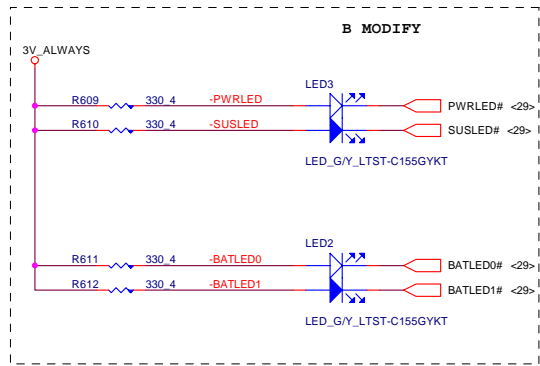 B MODIFY
3V_ALWAYS
LED3
R609 330_4 -PWRLED PWRLED# <29>
R610 330_4 -SUSLED SUSLED# <29>
LED_G/Y_LTST-C155GYKT
LED2
R611 330_4 -BATLED0 BATLED0# <29>
R612 330_4 -BATLED1 BATLED1# <29>
LED_G/Y_LTST-C155GYKT